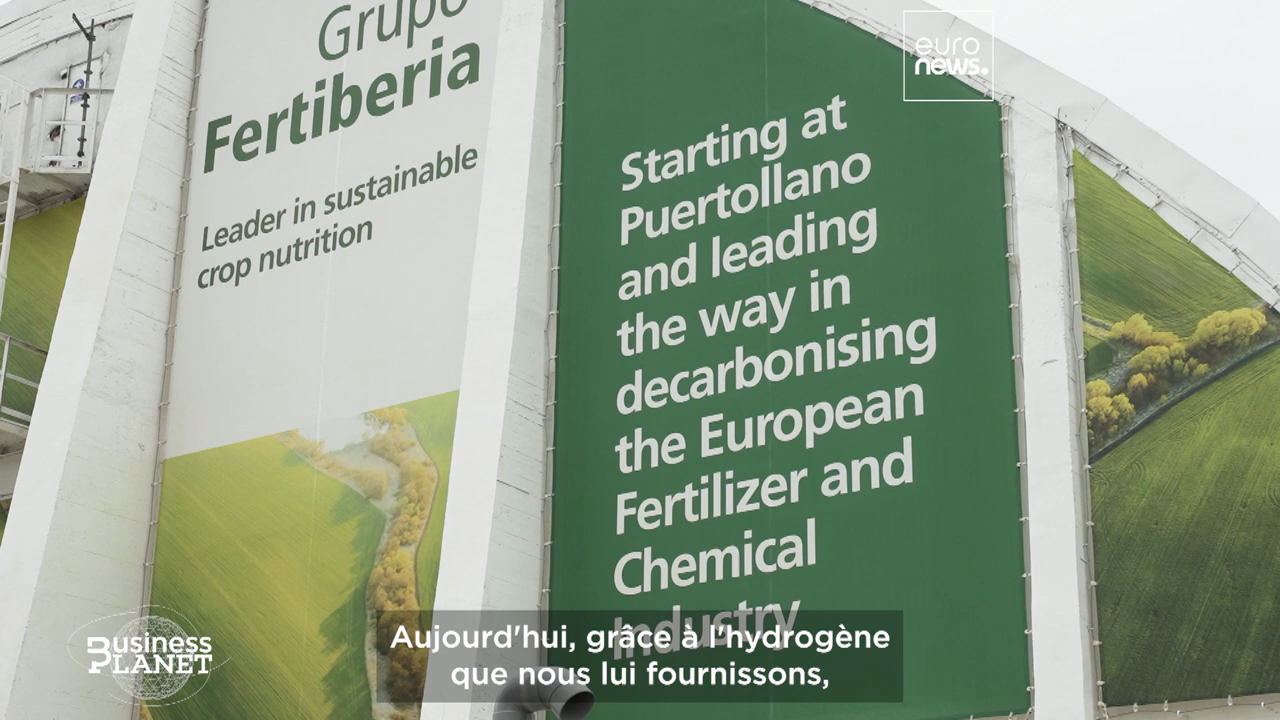 Grupo
Fertiberia
Leader in sustainable
crop nutrition
euro
news.
Starting at
Puertollano
and leading
the way in
decarbonising
the European
Fertilizer and
Chemical
Industry
Business
PLANET
Aujourd'hui, grâce à l'hydrogène
que nous lui fournissons,